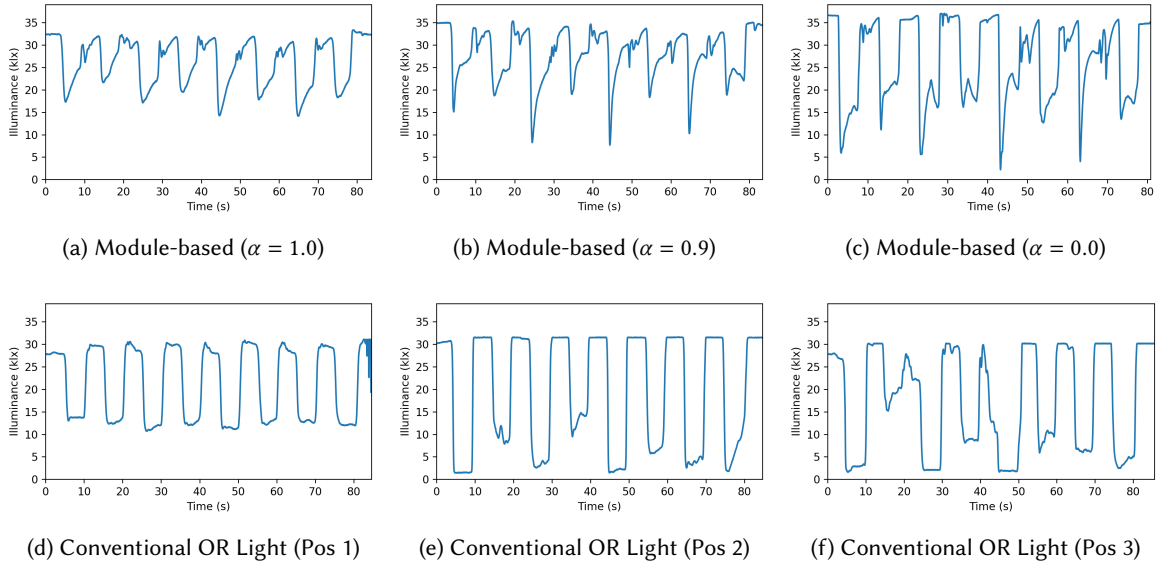 35
30
25
20
15
10
5
0
Illuminance (klx)
0 10 20 30 40 50 60 70 80
Time (s)
(a) Module-based (α = 1.0)
35
30
25
20
15
10
5
0
Illuminance (klx)
0 10 20 30 40 50 60 70 80
Time (s)
(b) Module-based (α = 0.9)
35
30
25
20
15
10
5
0
Illuminance (klx)
0 10 20 30 40 50 60 70 80
Time (s)
(c) Module-based (α = 0.0)
35
30
25
20
15
10
5
0
Illuminance (klx)
0 10 20 30 40 50 60 70 80
Time (s)
(d) Conventional OR Light (Pos 1)
35
30
25
20
15
10
5
0
Illuminance (klx)
0 10 20 30 40 50 60 70 80
Time (s)
(e) Conventional OR Light (Pos 2)
35
30
25
20
15
10
5
0
Illuminance (klx)
0 10 20 30 40 50 60 70 80
Time (s)
(f) Conventional OR Light (Pos 3)